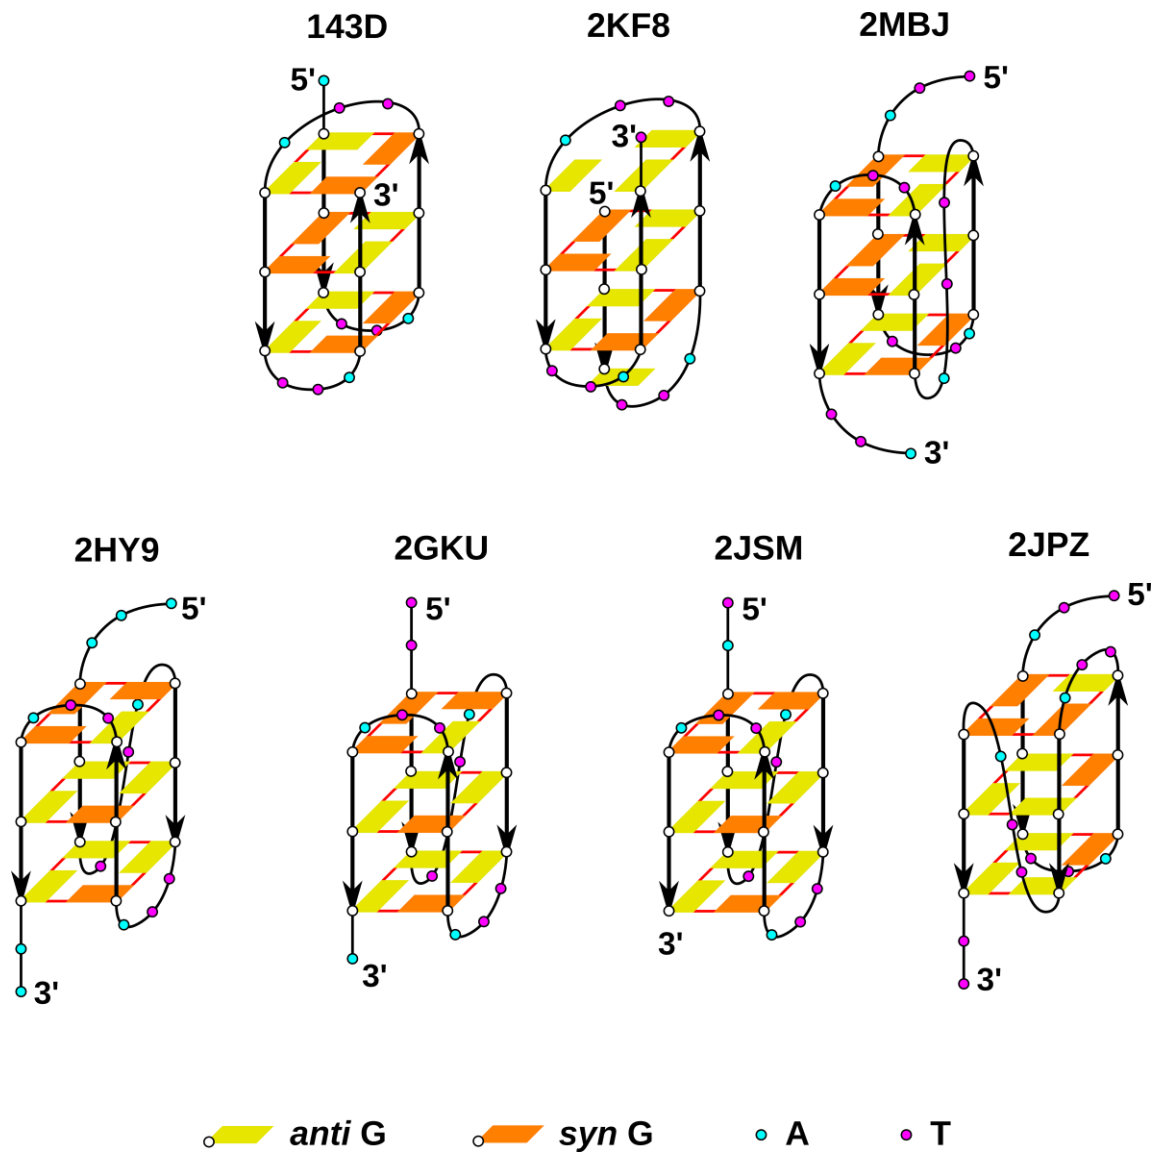 143D
2KF8
2MBJ
5'
3'
3'
5'
5'
3'
2HY9
2GKU
2JSM
2JPZ
5'
5'
5'
5'
3'
3'
3'
3'
anti G
syn G
A
T